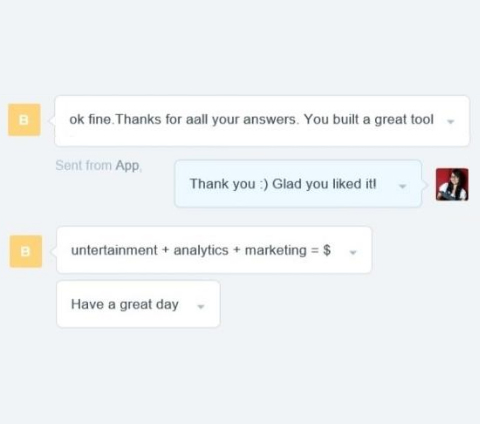 B
ok fine.Thanks for aall your answers. You built a great tool
Sent from App,
Thank you :) Glad you liked it!
B
untertainment + analytics + marketing = $
Have a great day